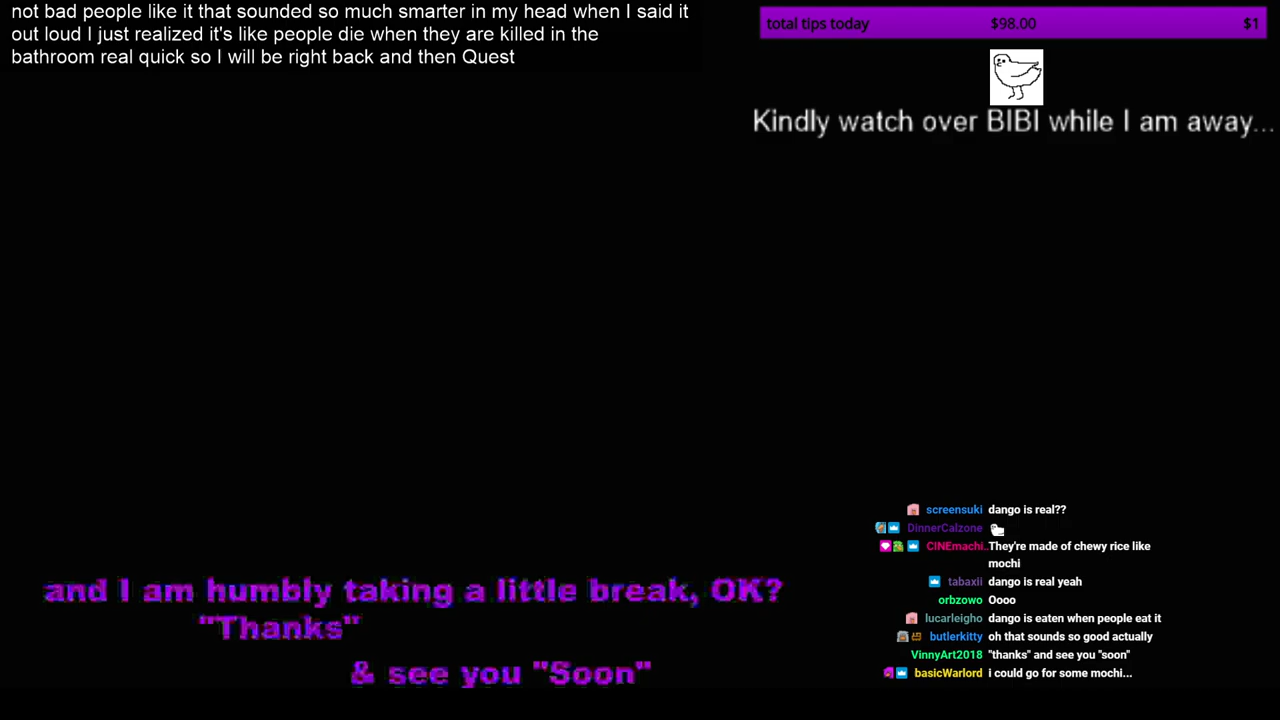 not bad people like it that sounded so much smarter in my head when I said it
out loud I just realized it's like people die when they are killed in the
bathroom real quick so I will be right back and then Quest
total tips today $98.00 $1
Kindly watch over BIBI while I am away...
screensuki dango is real??
DinnerCalzone
CINEmachi.. They're made of chewy rice like
mochi
tabaxii dango is real yeah
orbzowo Oooo
lucarleigho dango is eaten when people eat it
butlerkitty oh that sounds so good actually
VinnyArt2018 "thanks" and see you "soon"
basicWarlord i could go for some mochi...
and I am humbly taking a little break, OK?
"Thanks"
& see you "Soon"